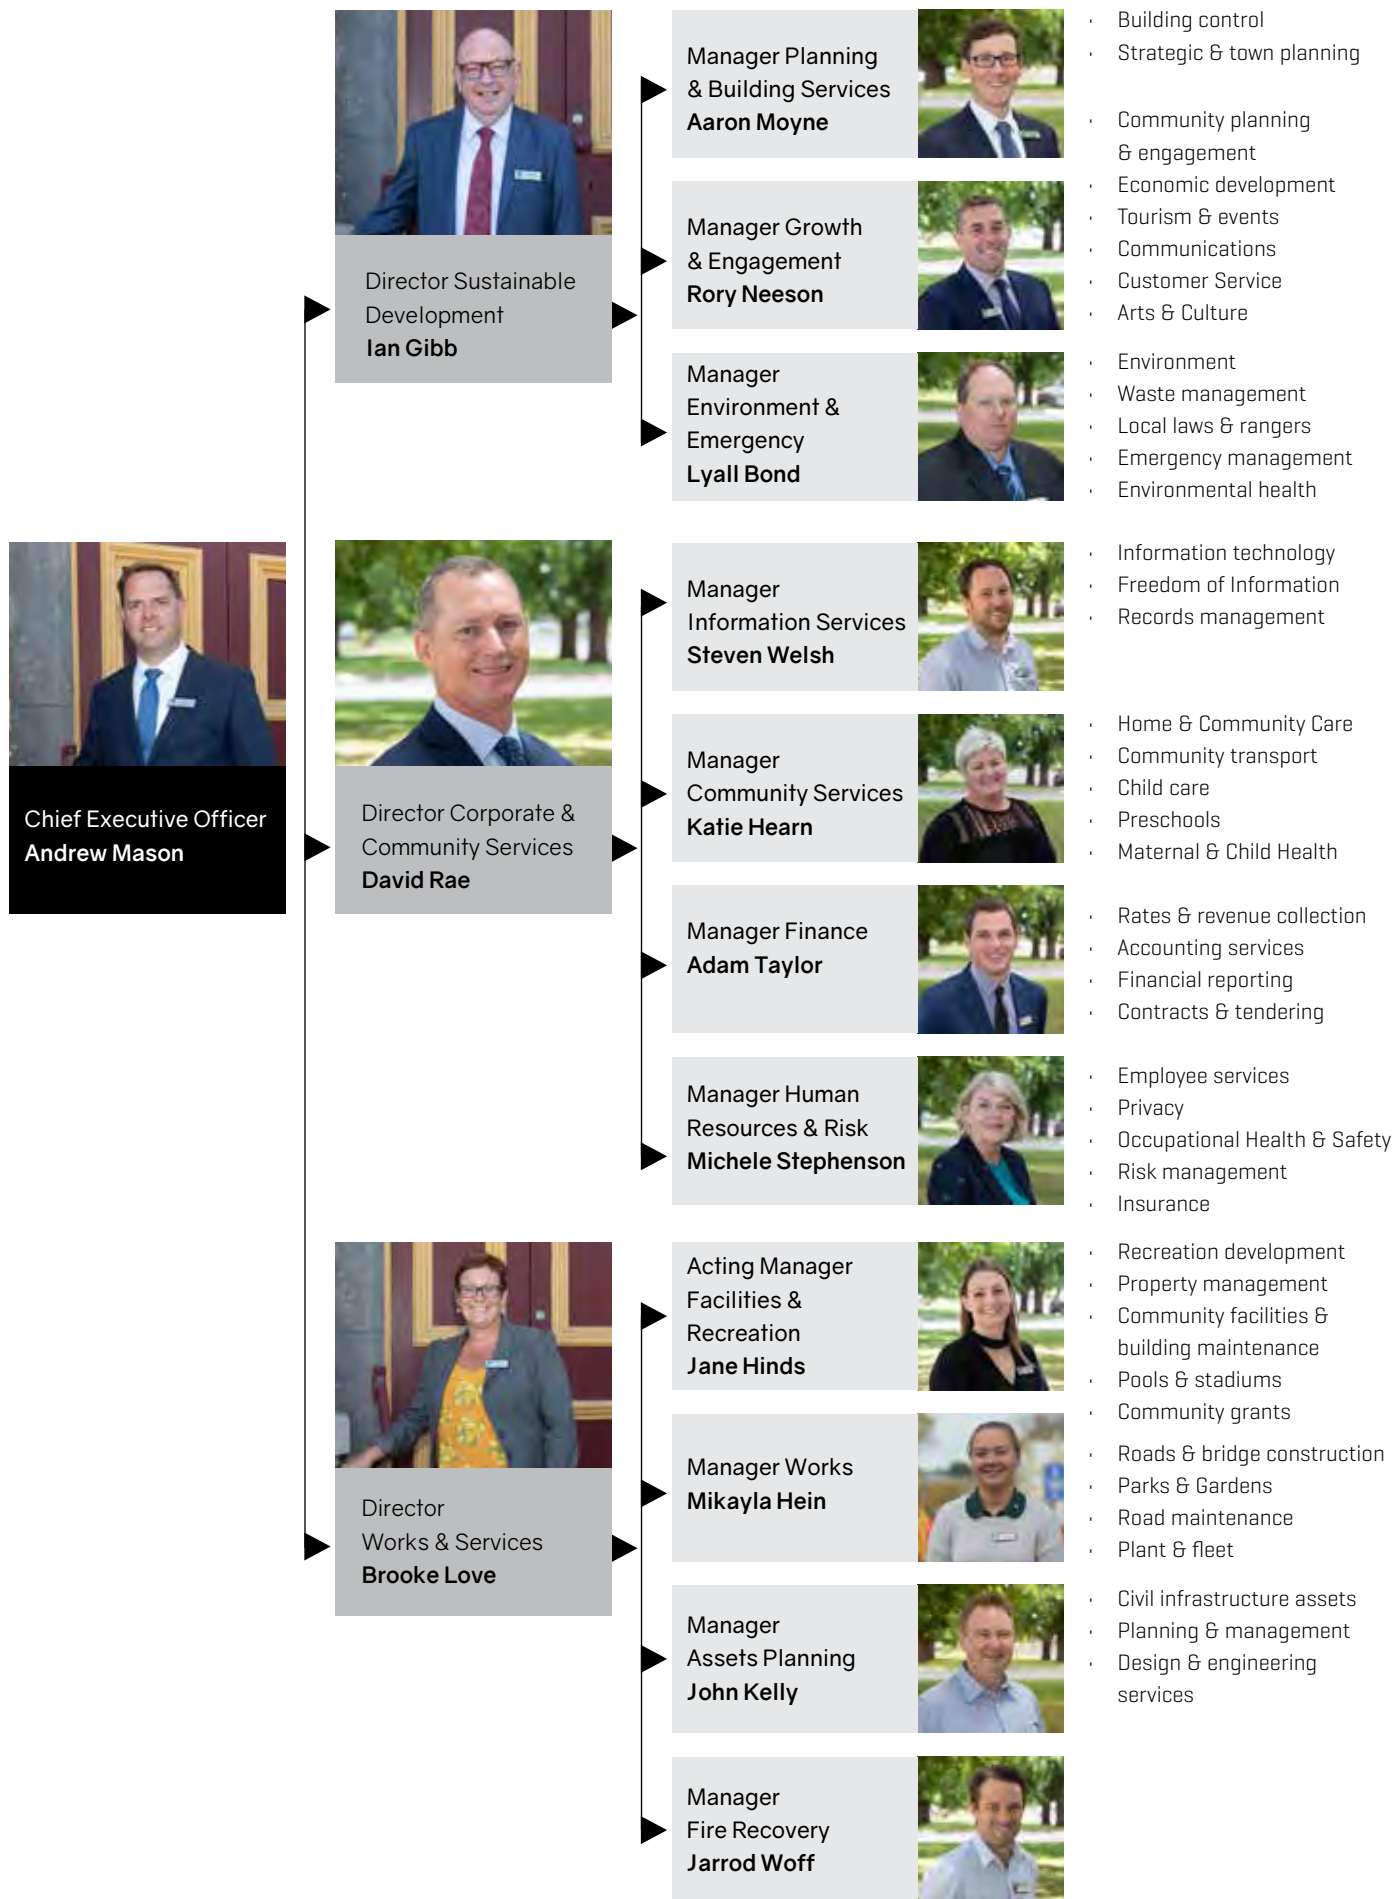 Chief Executive Officer
Andrew Mason
Director Sustainable
Development
Ian Gibb
Manager Planning
& Building Services
Aaron Moyne
· Building control
· Strategic & town planning
Manager Growth
& Engagement
Rory Neeson
· Community planning
& engagement
· Economic development
· Tourism & events
· Communications
· Customer Service
· Arts & Culture
Manager
Environment &
Emergency
Lyall Bond
· Environment
· Waste management
· Local laws & rangers
· Emergency management
· Environmental health
Director Corporate &
Community Services
David Rae
Manager
Information Services
Steven Welsh
· Information technology
· Freedom of Information
· Records management
Manager
Community Services
Katie Hearn
· Home & Community Care
· Community transport
· Child care
· Preschools
· Maternal & Child Health
Manager Finance
Adam Taylor
· Rates & revenue collection
· Accounting services
· Financial reporting
· Contracts & tendering
Manager Human
Resources & Risk
Michele Stephenson
· Employee services
· Privacy
· Occupational Health & Safety
· Risk management
· Insurance
Director
Works & Services
Brooke Love
Acting Manager
Facilities &
Recreation
Jane Hinds
· Recreation development
· Property management
· Community facilities &
building maintenance
· Pools & stadiums
· Community grants
Manager Works
Mikayla Hein
· Roads & bridge construction
· Parks & Gardens
· Road maintenance
· Plant & fleet
Manager
Assets Planning
John Kelly
· Civil infrastructure assets
· Planning & management
· Design & engineering
services
Manager
Fire Recovery
Jarrod Woff